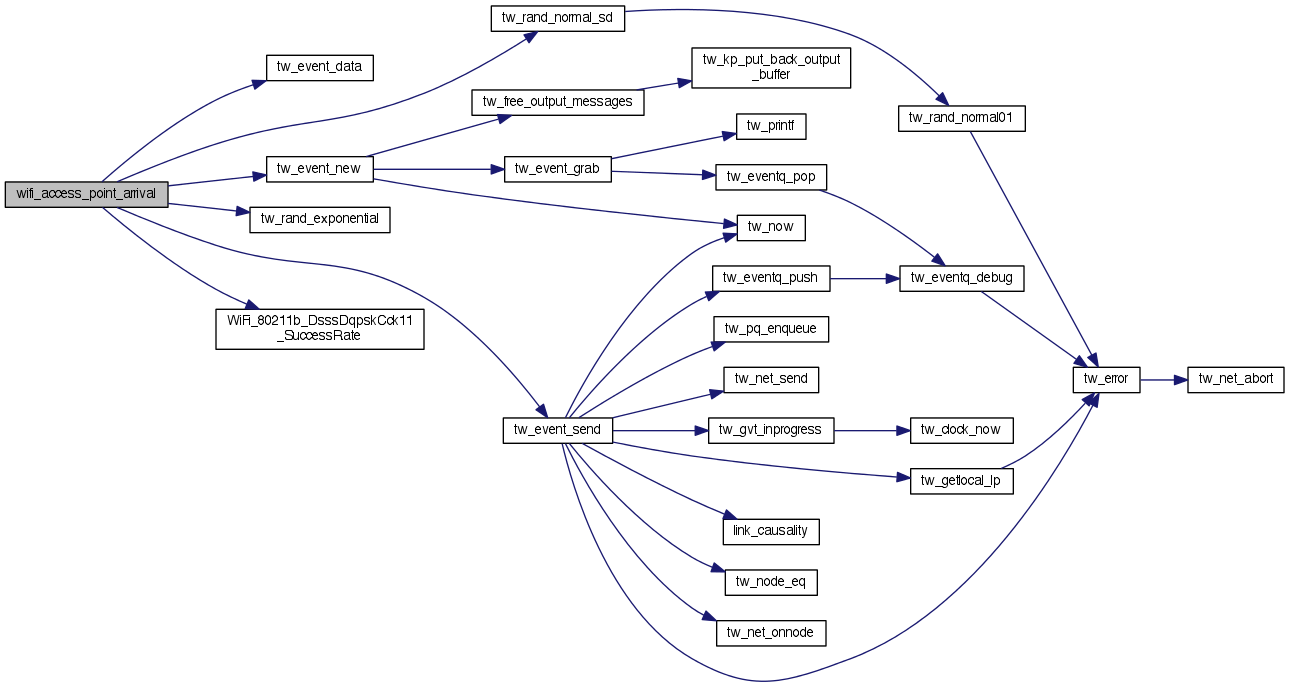 tw_rand_normal_sd
tw_event_data
tw_kp_put_back_output
_buffer
tw_free_output_messages
tw_rand_normal01
tw_printf
tw_event_new
tw_event_grab
tw_eventq_pop
wifi_access_point_arrival
tw_rand_exponential
tw_now
tw_eventq_push
tw_eventq_debug
WiFi_80211b_DsssDqpskCck11
_SuccessRate
tw_pq_enqueue
tw_net_send
tw_error
tw_net_abort
tw_event_send
tw_gvt_inprogress
tw_clock_now
tw_getlocal_lp
link_causality
tw_node_eq
tw_net_onnode